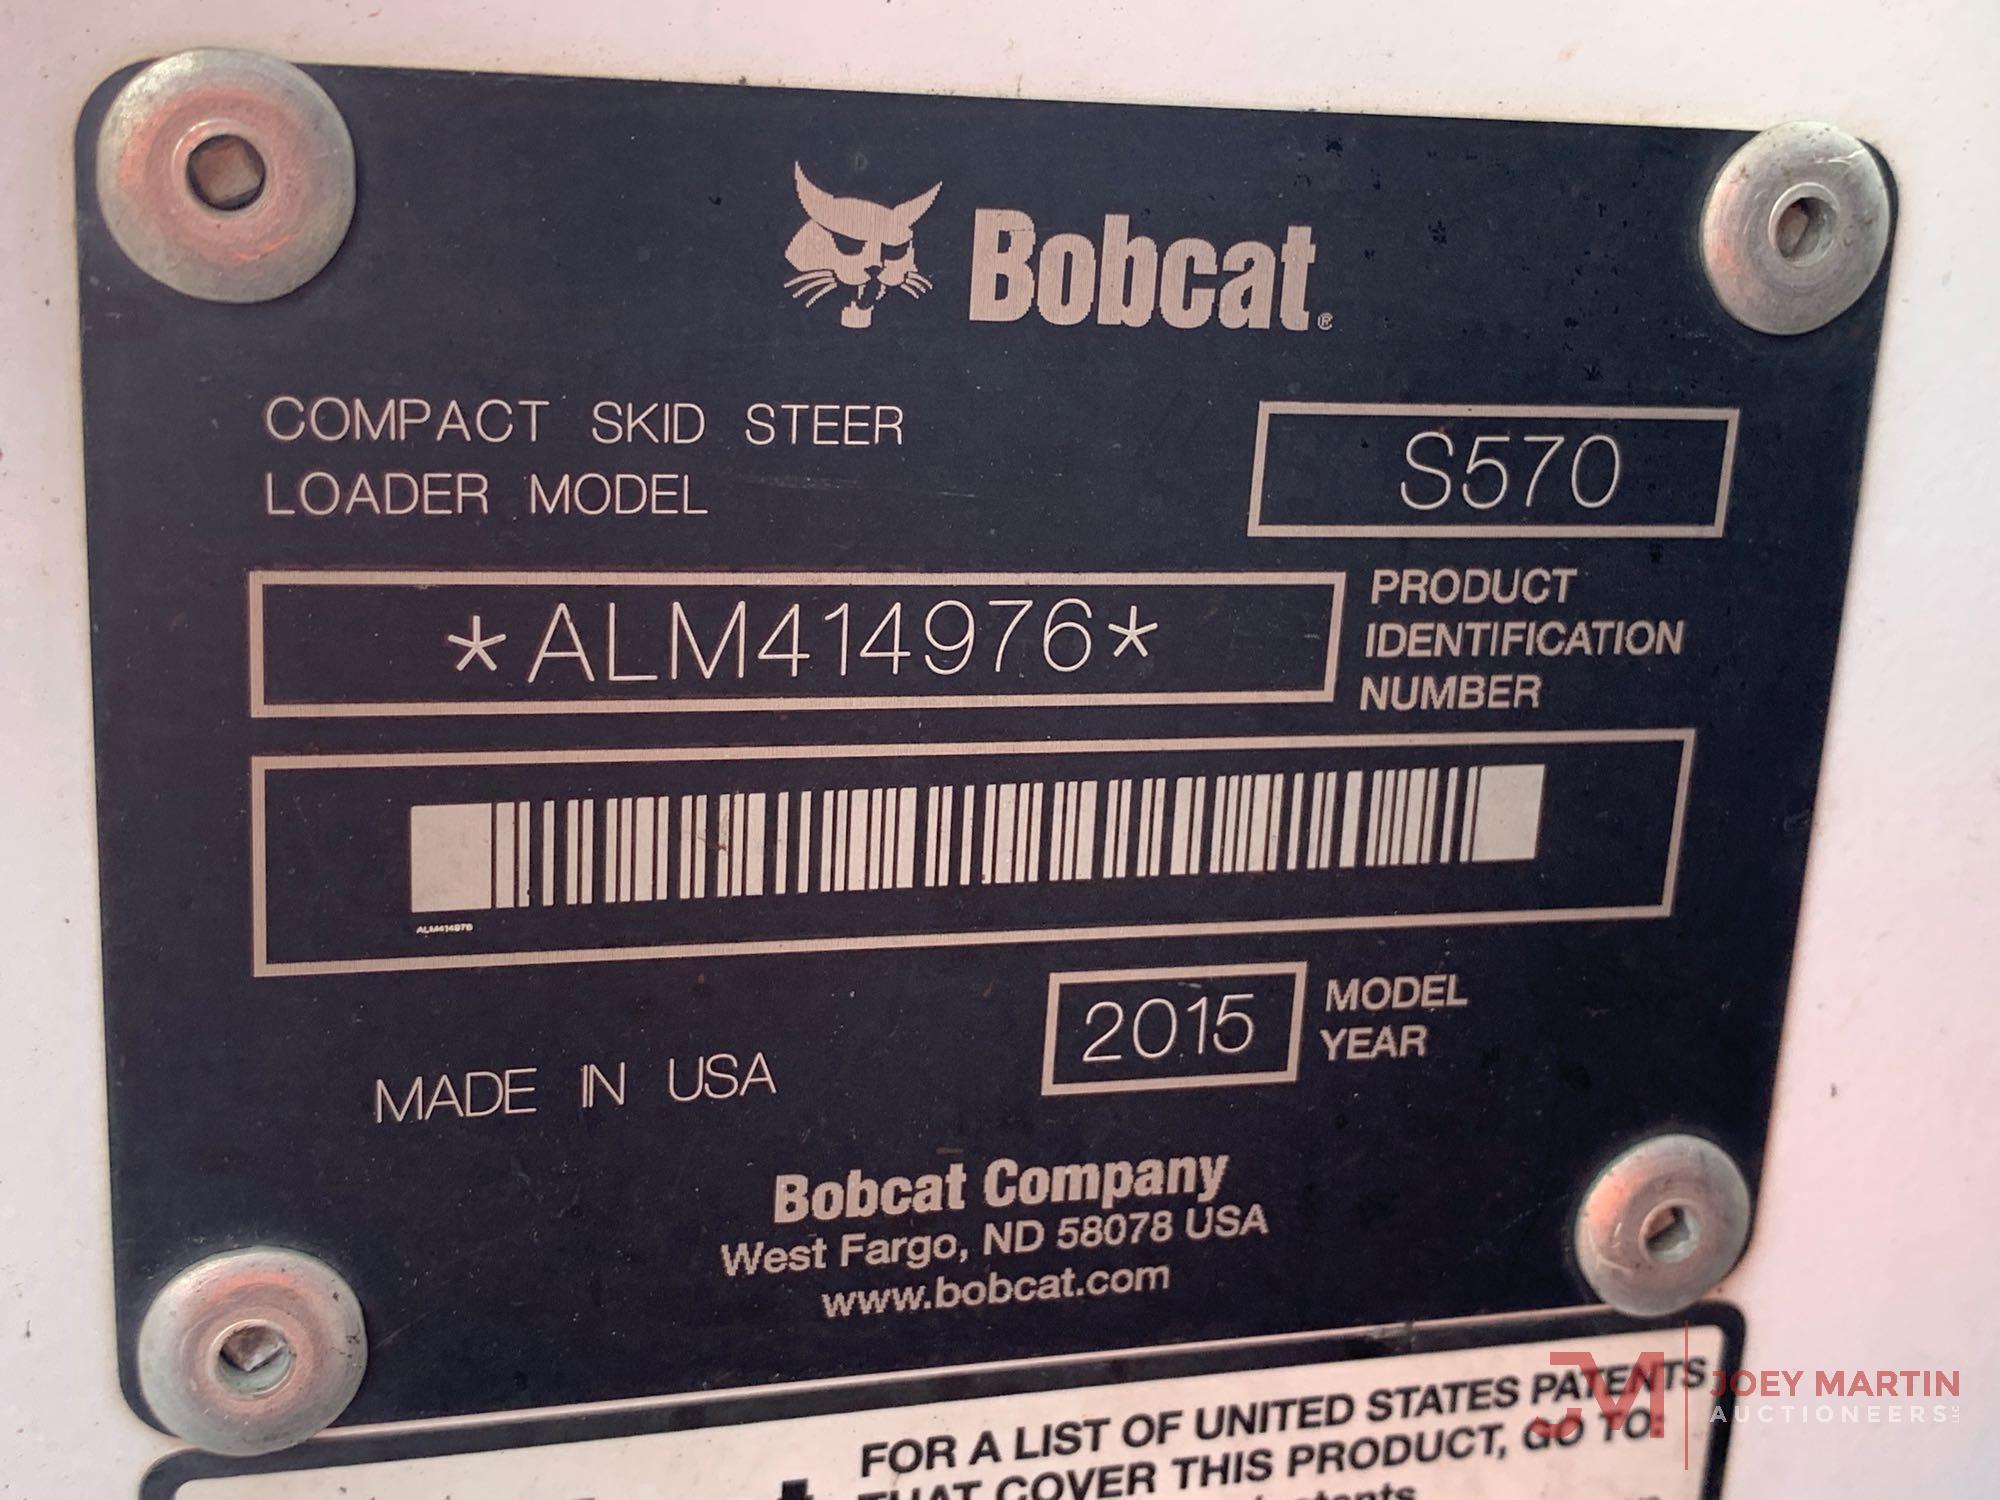 Bobcat®
COMPACT SKID STEER
LOADER MODEL
S570
*ALM414976*
PRODUCT
IDENTIFICATION
NUMBER
ALM414976
2015
MODEL
YEAR
MADE IN USA
Bobcat Company
West Fargo, ND 58078 USA
www.bobcat.com
FOR A LIST OF UNITED STATES PATENTS
THAT COVER THIS PRODUCT, GO TO:
JM
JOEY MARTIN
AUCTIONEERS LLC